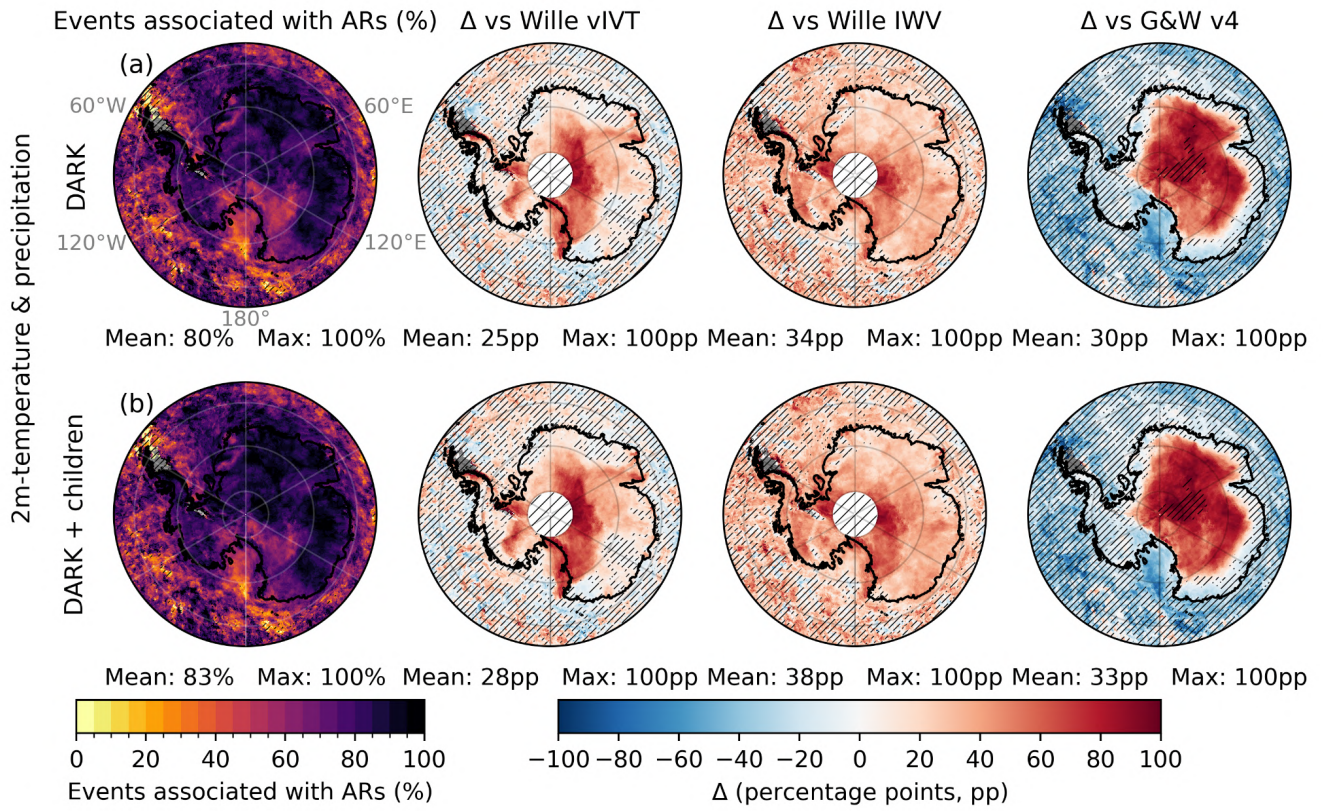 Events associated with ARs (%) Δ vs Wille vIVT Δ vs Wille IWV Δ vs G&W v4
(a)
60°W 60°E
120°W 120°E
180°
2m-temperature & precipitation
DARK
Mean: 80% Max: 100% Mean: 25pp Max: 100pp Mean: 34pp Max: 100pp Mean: 30pp Max: 100pp
(b)
DARK + children
Mean: 83% Max: 100% Mean: 28pp Max: 100pp Mean: 38pp Max: 100pp Mean: 33pp Max: 100pp
0 20 40 60 80 100 −100 −80 −60 −40 −20 0 20 40 60 80 100
Events associated with ARs (%) Δ (percentage points, pp)